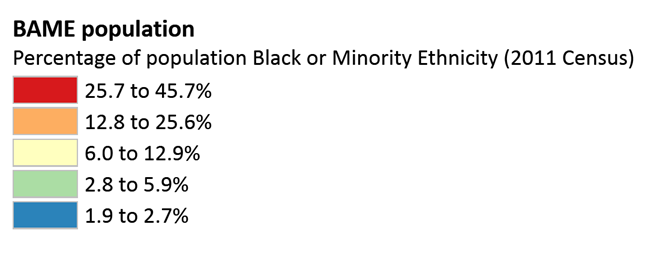 BAME population
Percentage of population Black or Minority Ethnicity (2011 Census)
25.7 to 45.7%
12.8 to 25.6%
6.0 to 12.9%
2.8 to 5.9%
1.9 to 2.7%